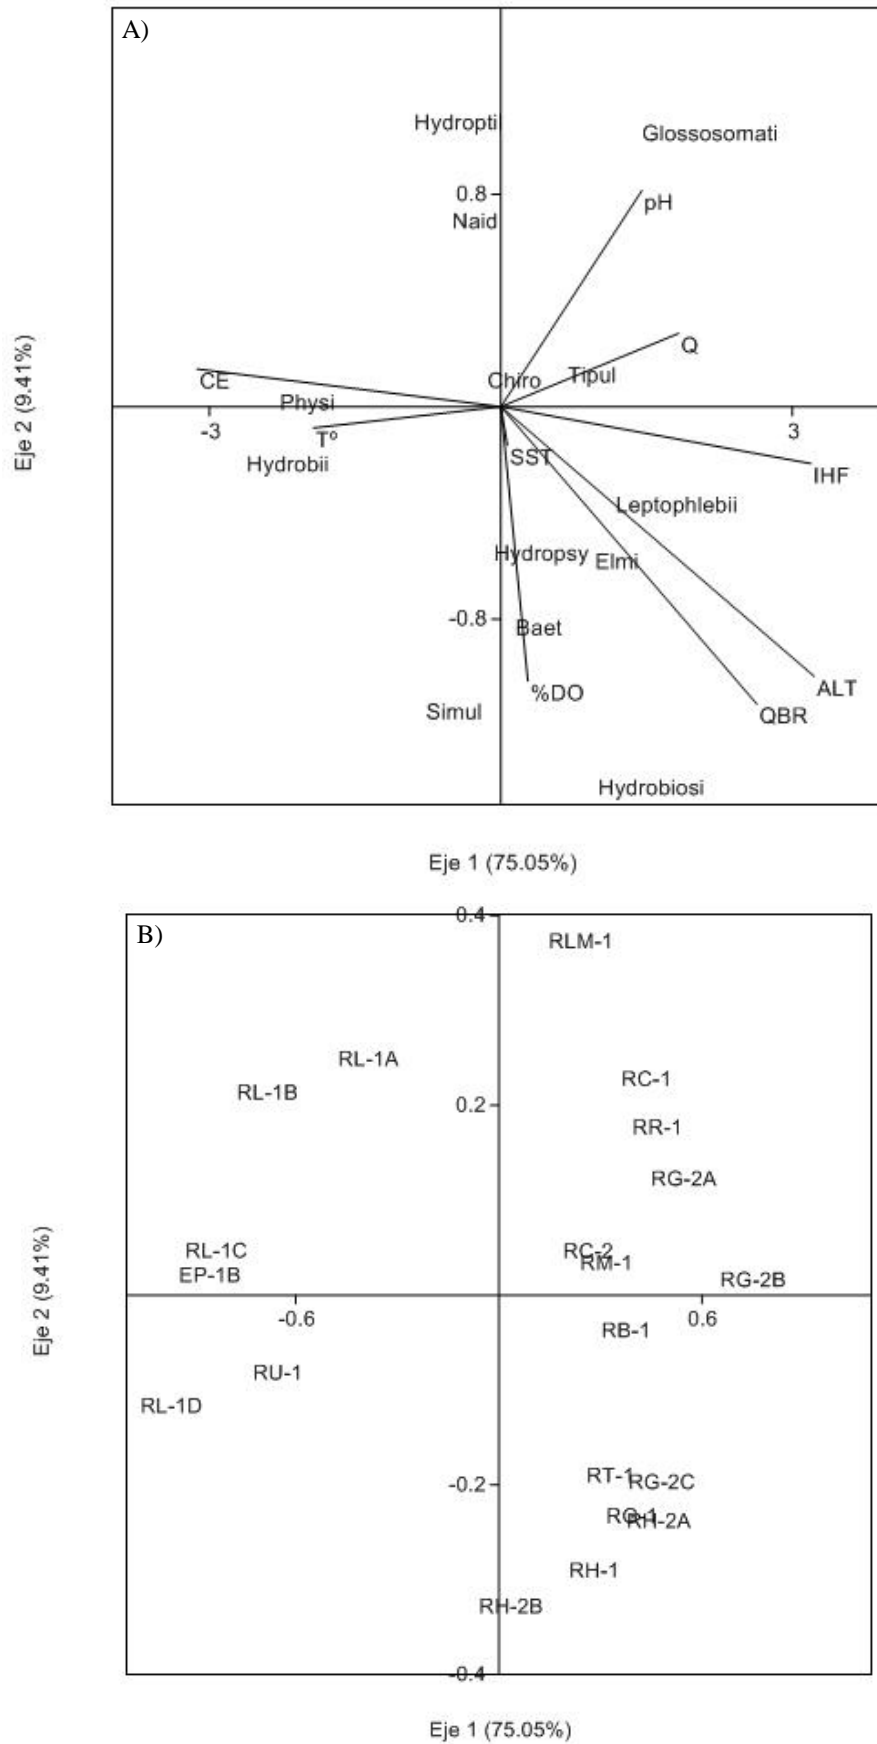 A)
Hydropti
Glossosomati
0.8
pH
Naid
Eje 2 (9.41%)
Q
Chiro
Tipul
CE
Physi
-3
T°
3
SST
Hydrobii
IHF
Leptophlebii
Hydropsy
Elmi
-0.8
Baet
%DO
ALT
Simul
QBR
Hydrobiosi
Eje 1 (75.05%)
0.4
B)
RLM-1
RL-1A
RL-1B
RC-1
0.2
RR-1
RG-2A
Eje 2 (9.41%)
RL-1C
RC-2
EP-1B
RM-1
RG-2B
-0.6
0.6
RB-1
RU-1
RL-1D
-0.2
RT-1
RG-2C
RH-2A
RH-1
RH-2B
-0.4
Eje 1 (75.05%)